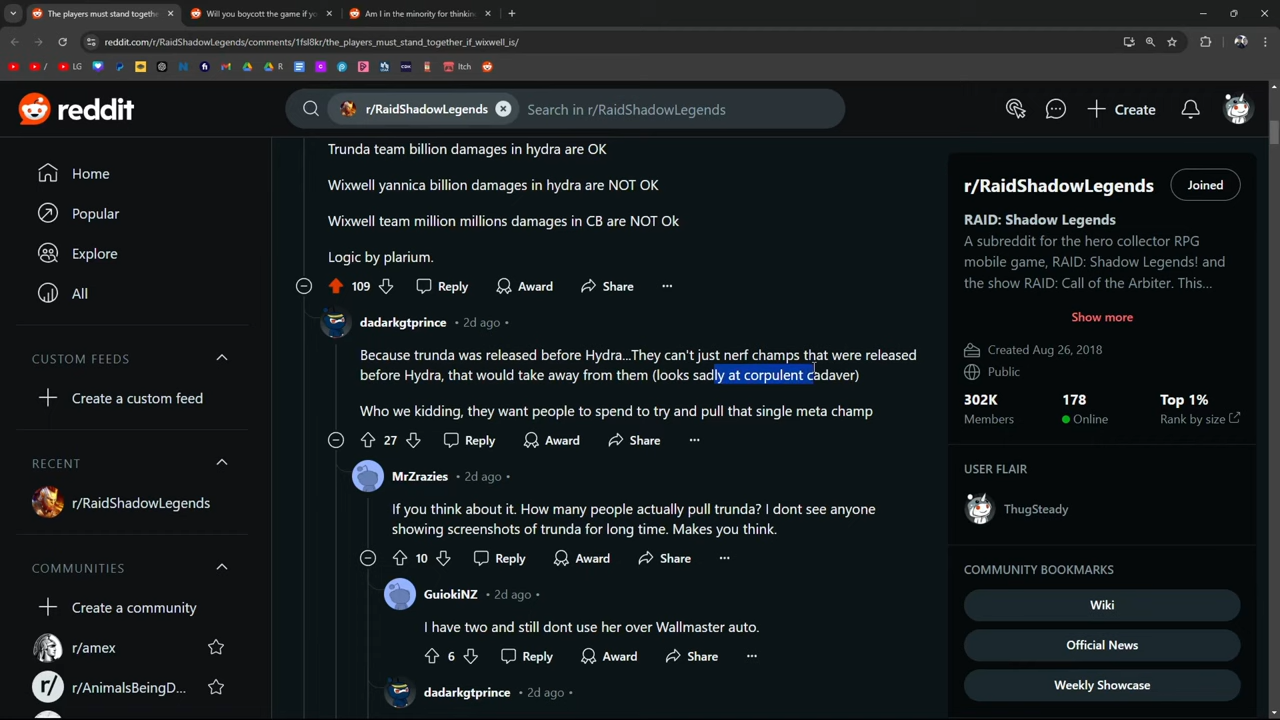 The players must stand togethe
Will you boycott the game if yo
Am I in the minority for thinkin
reddit.com/r/RaidShadowLegends/comments/1fsl8kr/the_players_must_stand_together_if_wixwell_is/
/
LG
R
Itch
reddit
r/RaidShadowLegends
Search in r/RaidShadowLegends
Create
Home
Popular
Explore
All
CUSTOM FEEDS
Create a custom feed
RECENT
r/RaidShadowLegends
COMMUNITIES
Create a community
r/amex
r/AnimalsBeingD...
Trunda team billion damages in hydra are OK
Wixwell yannica billion damages in hydra are NOT OK
Wixwell team million millions damages in CB are NOT Ok
Logic by plarium.
109
Reply
Award
Share
dadarkgtprince • 2d ago •
Because trunda was released before Hydra...They can't just nerf champs that were released
before Hydra, that would take away from them (looks sadly at corpulent cadaver)
Who we kidding, they want people to spend to try and pull that single meta champ
27
Reply
Award
Share
MrZrazies • 2d ago •
If you think about it. How many people actually pull trunda? I dont see anyone
showing screenshots of trunda for long time. Makes you think.
10
Reply
Award
Share
GuiokiNZ • 2d ago •
I have two and still dont use her over Wallmaster auto.
6
Reply
Award
Share
dadarkgtprince • 2d ago •
r/RaidShadowLegends
Joined
RAID: Shadow Legends
A subreddit for the hero collector RPG
mobile game, RAID: Shadow Legends! and
the show RAID: Call of the Arbiter. This...
Show more
Created Aug 26, 2018
Public
302K
Members
178
Online
Top 1%
Rank by size
USER FLAIR
ThugSteady
COMMUNITY BOOKMARKS
Wiki
Official News
Weekly Showcase